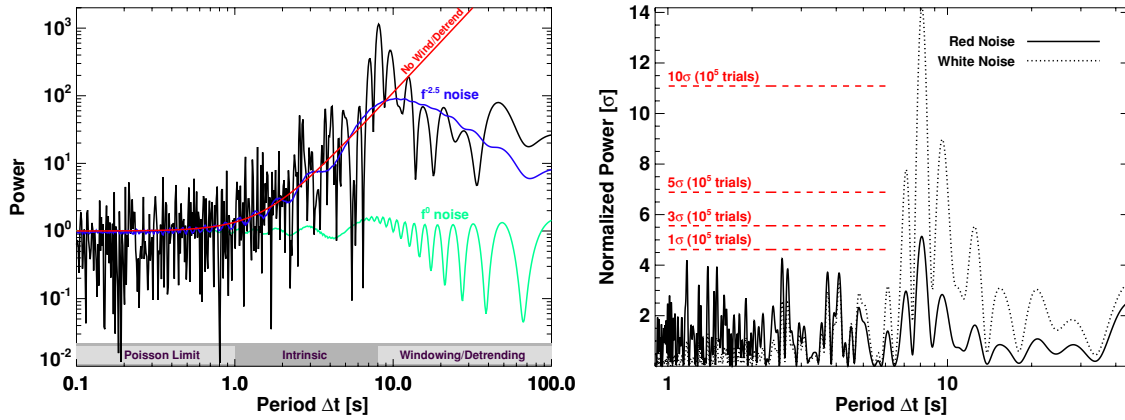 10³
10²
10¹
10⁰
10⁻¹
10⁻²
Power
No Wind/Detrend
f⁻²·⁵ noise
f⁰ noise
Poisson Limit
Intrinsic
Windowing/Detrending
0.1
1.0
10.0
100.0
Period Δt [s]
14
12
10
8
6
4
2
0
Normalized Power [σ]
Red Noise
White Noise
10σ (10⁵ trials)
5σ (10⁵ trials)
3σ (10⁵ trials)
1σ (10⁵ trials)
1
10
Period Δt [s]